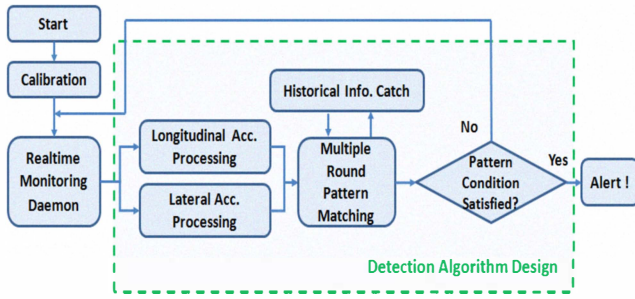 Start
Calibration
Realtime
Monitoring
Daemon
Longitudinal Acc.
Processing
Lateral Acc.
Processing
Historical Info. Catch
Multiple
Round
Pattern
Matching
No
Pattern
Condition
Satisfied?
Yes
Alert !
Detection Algorithm Design